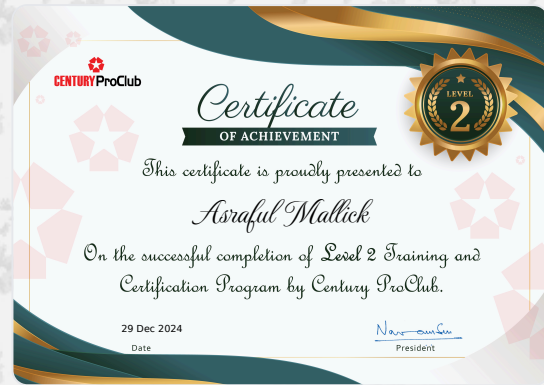 CENTURY ProClub
LEVEL
2
Certificate
OF ACHIEVEMENT
This certificate is proudly presented to
Asraful Mallick
On the successful completion of Level 2 Training and
Certification Program by Century ProClub.
29 Dec 2024
Date
President